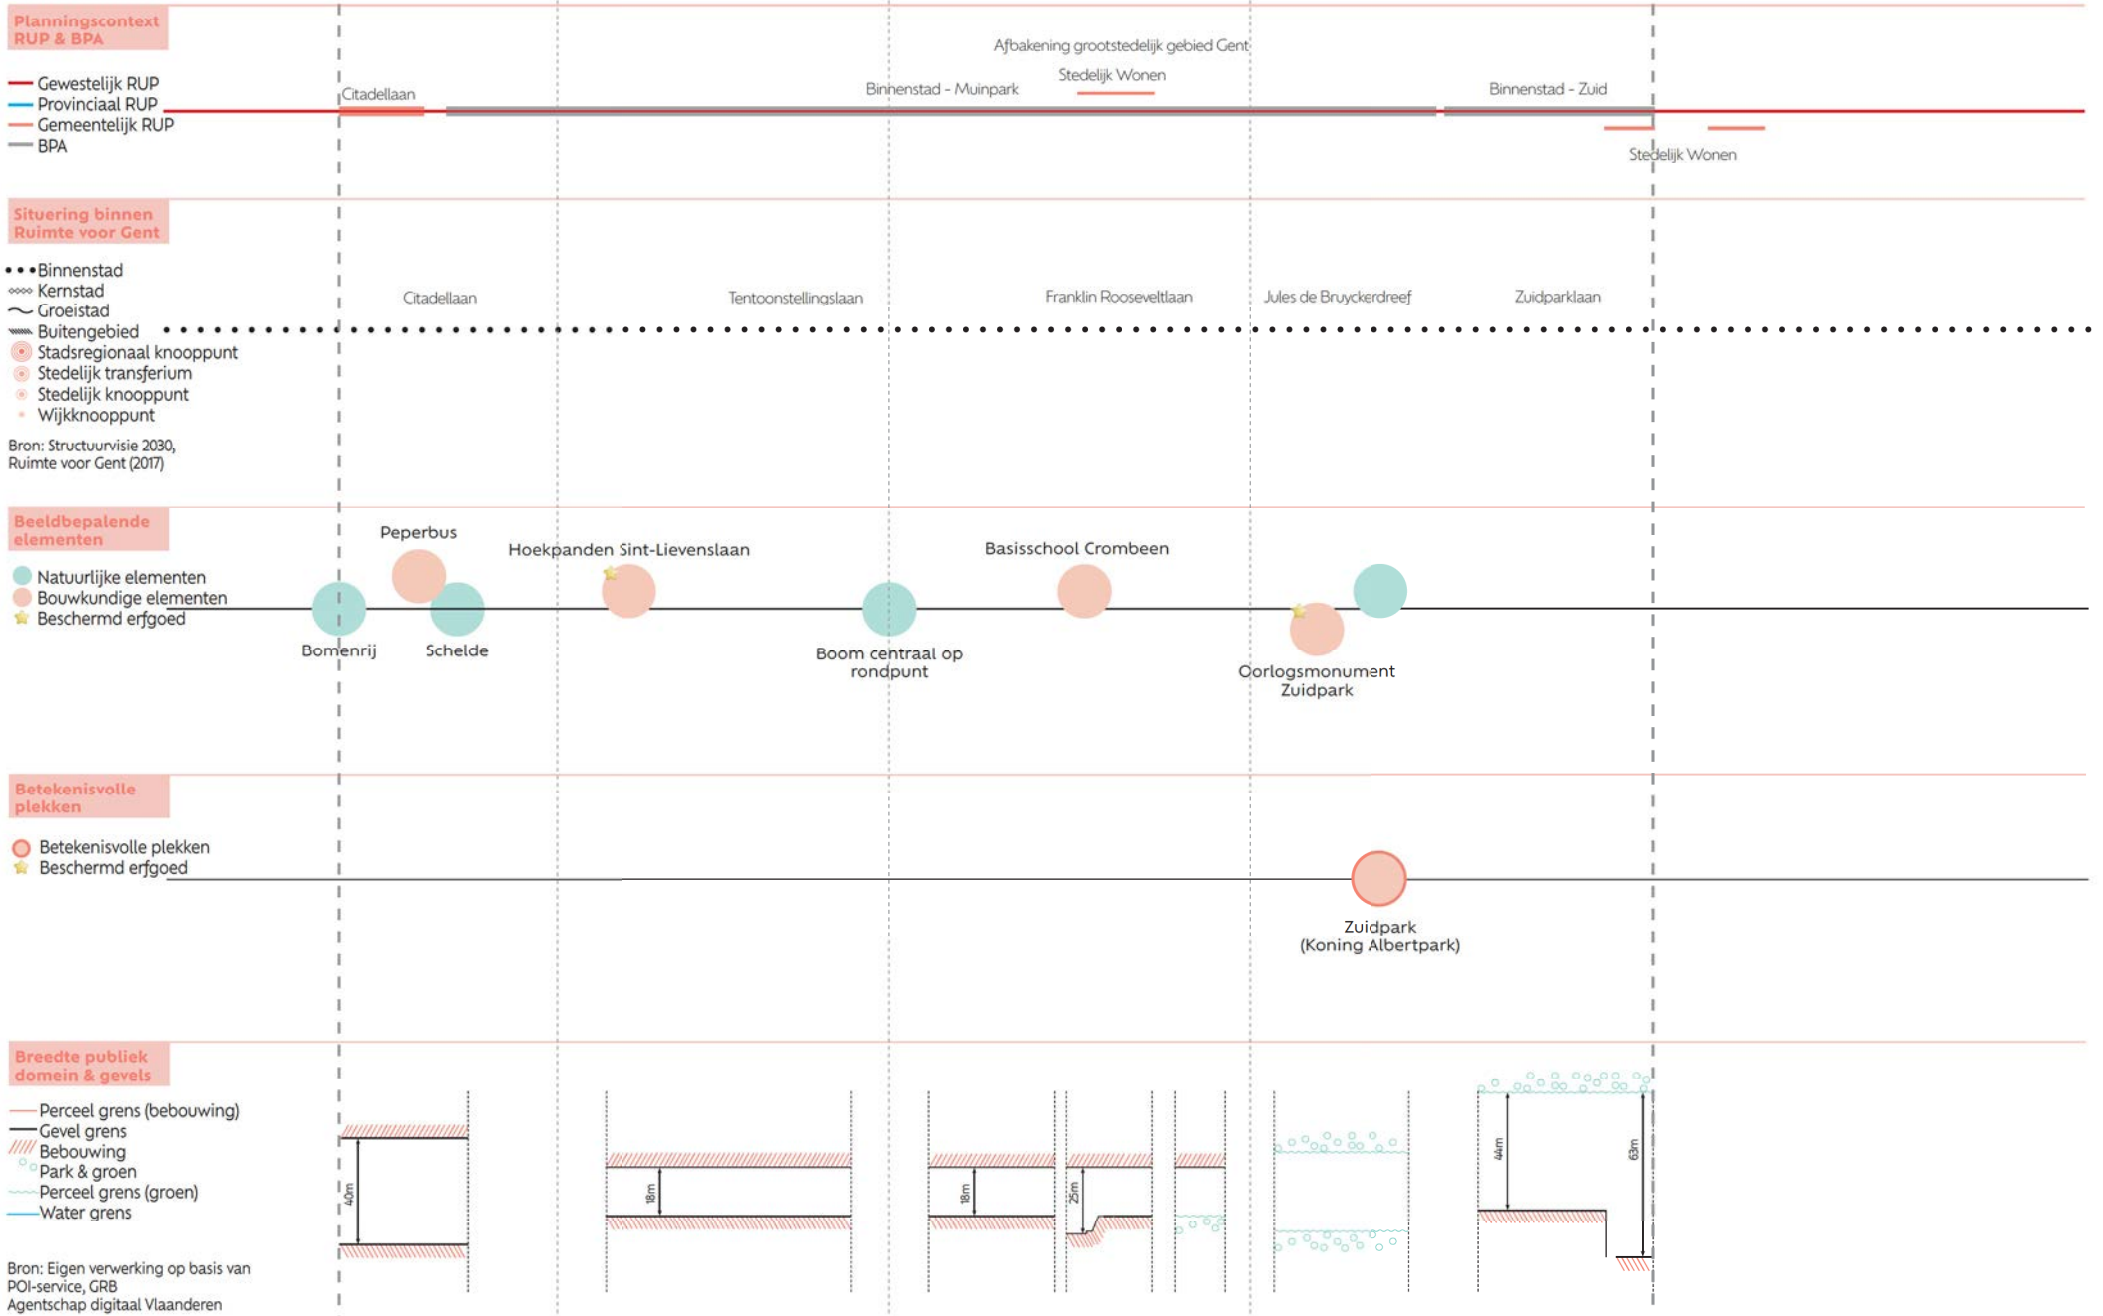 Planningscontext
RUP & BPA
Gewestelijk RUP
Provinciaal RUP
Gemeentelijk RUP
BPA
Citadellaan
Binnenstad - Muinpark
Afbakening grootstedelijk gebied Gent
Stedelijk Wonen
Binnenstad - Zuid
Stedelijk Wonen
Situering binnen
Ruimte voor Gent
Binnenstad
Kernstad
Groeistad
Buitengebied
Stadsregionaal knooppunt
Stedelijk transferium
Stedelijk knooppunt
Wijkknooppunt
Bron: Structuurvisie 2030,
Ruimte voor Gent (2017)
Citadellaan
Tentoonstellingslaan
Franklin Rooseveltlaan
Jules de Bruyckerdreef
Zuidparklaan
Beeldbepalende
elementen
Natuurlijke elementen
Bouwkundige elementen
Beschermd erfgoed
Peperbus
Hoekpanden Sint-Lievenslaan
Basisschool Crombeen
Bomenrij
Schelde
Boom centraal op
rondpunt
Oorlogsmonument
Zuidpark
Betekenisvolle
plekken
Betekenisvolle plekken
Beschermd erfgoed
Zuidpark
(Koning Albertpark)
Breedte publiek
domein & gevels
Perceel grens (bebouwing)
Gevel grens
Bebouwing
Park & groen
Perceel grens (groen)
Water grens
Bron: Eigen verwerking op basis van
POI-service, GRB
Agentschap digitaal Vlaanderen
40m
18m
18m
25m
44m
63m